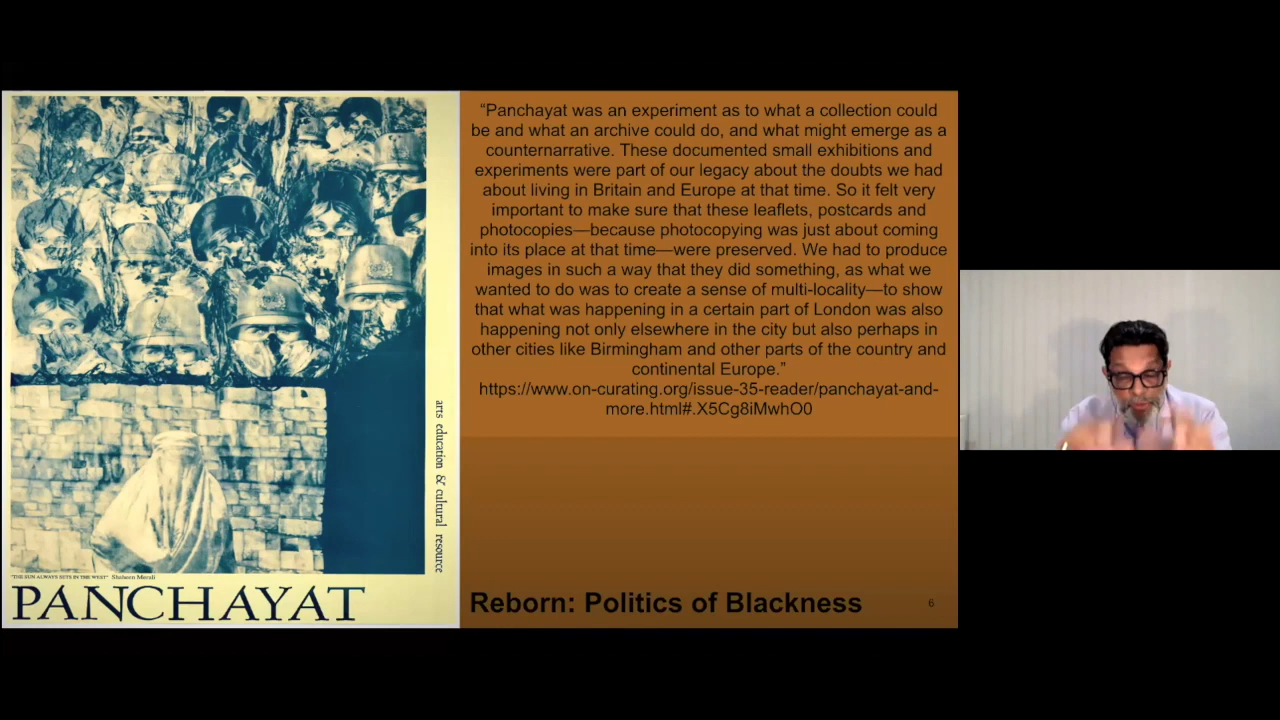 "THE SUN ALWAYS SETS IN THE WEST" Shaheen Merali
PANCHAYAT
arts education & cultural resource
“Panchayat was an experiment as to what a collection could
be and what an archive could do, and what might emerge as a
counternarrative. These documented small exhibitions and
experiments were part of our legacy about the doubts we had
about living in Britain and Europe at that time. So it felt very
important to make sure that these leaflets, postcards and
photocopies—because photocopying was just about coming
into its place at that time—were preserved. We had to produce
images in such a way that they did something, as what we
wanted to do was to create a sense of multi-locality—to show
that what was happening in a certain part of London was also
happening not only elsewhere in the city but also perhaps in
other cities like Birmingham and other parts of the country and
continental Europe.”
https://www.on-curating.org/issue-35-reader/panchayat-and-
more.html#.X5Cg8iMwhO0
Reborn: Politics of Blackness
6